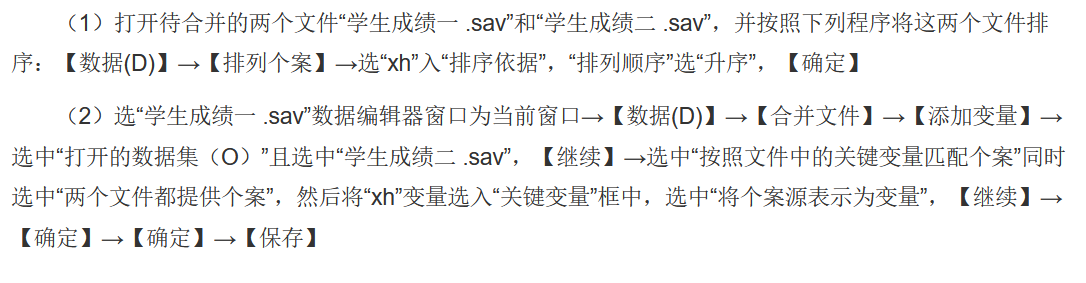 （1）打开待合并的两个文件“学生成绩一 .sav”和“学生成绩二 .sav”，并按照下列程序将这两个文件排
序：【数据(D)】→【排列个案】→选“xh”入“排序依据”，“排列顺序”选“升序”，【确定】
（2）选“学生成绩一 .sav”数据编辑器窗口为当前窗口→【数据(D)】→【合并文件】→【添加变量】→
选中“打开的数据集（O）”且选中“学生成绩二 .sav”，【继续】→选中“按照文件中的关键变量匹配个案”同时
选中“两个文件都提供个案”，然后将“xh”变量选入“关键变量”框中，选中“将个案源表示为变量”，【继续】→
【确定】→【确定】→【保存】